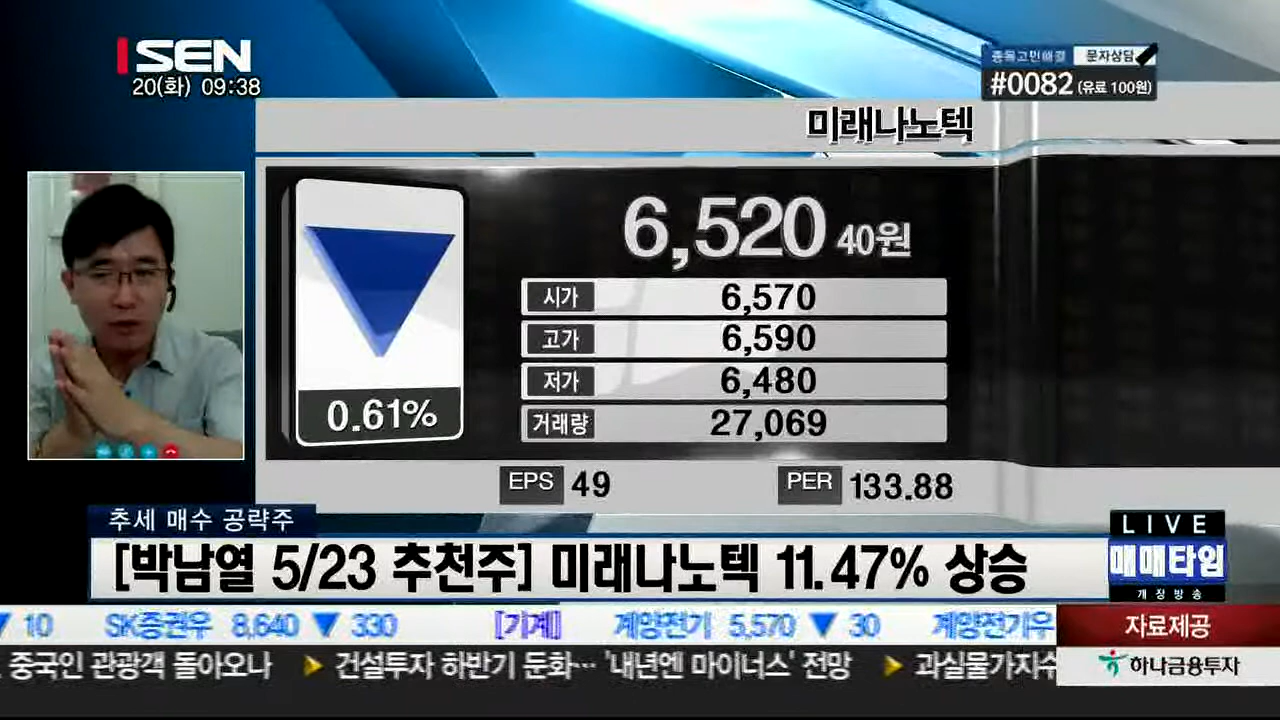 SEN
20(화) 09:38
종목고민해결 문자상담
#0082 (유료 100원)
미래나노텍
6,520 40원
시가 6,570
고가 6,590
저가 6,480
거래량 27,069
0.61%
EPS 49 PER 133.88
추세 매수 공략주
[박남열 5/23 추천주] 미래나노텍 11.47% 상승
LIVE
매매타임
개장방송
▼ 10 SK증권우 8,640 ▼ 330 [기계] 계양전기 5,570 ▼ 30 계양전기우
자료제공
중국인 관광객 돌아오나 ▶ 건설투자 하반기 둔화… '내년엔 마이너스' 전망 ▶ 과실물가지수
하나금융투자